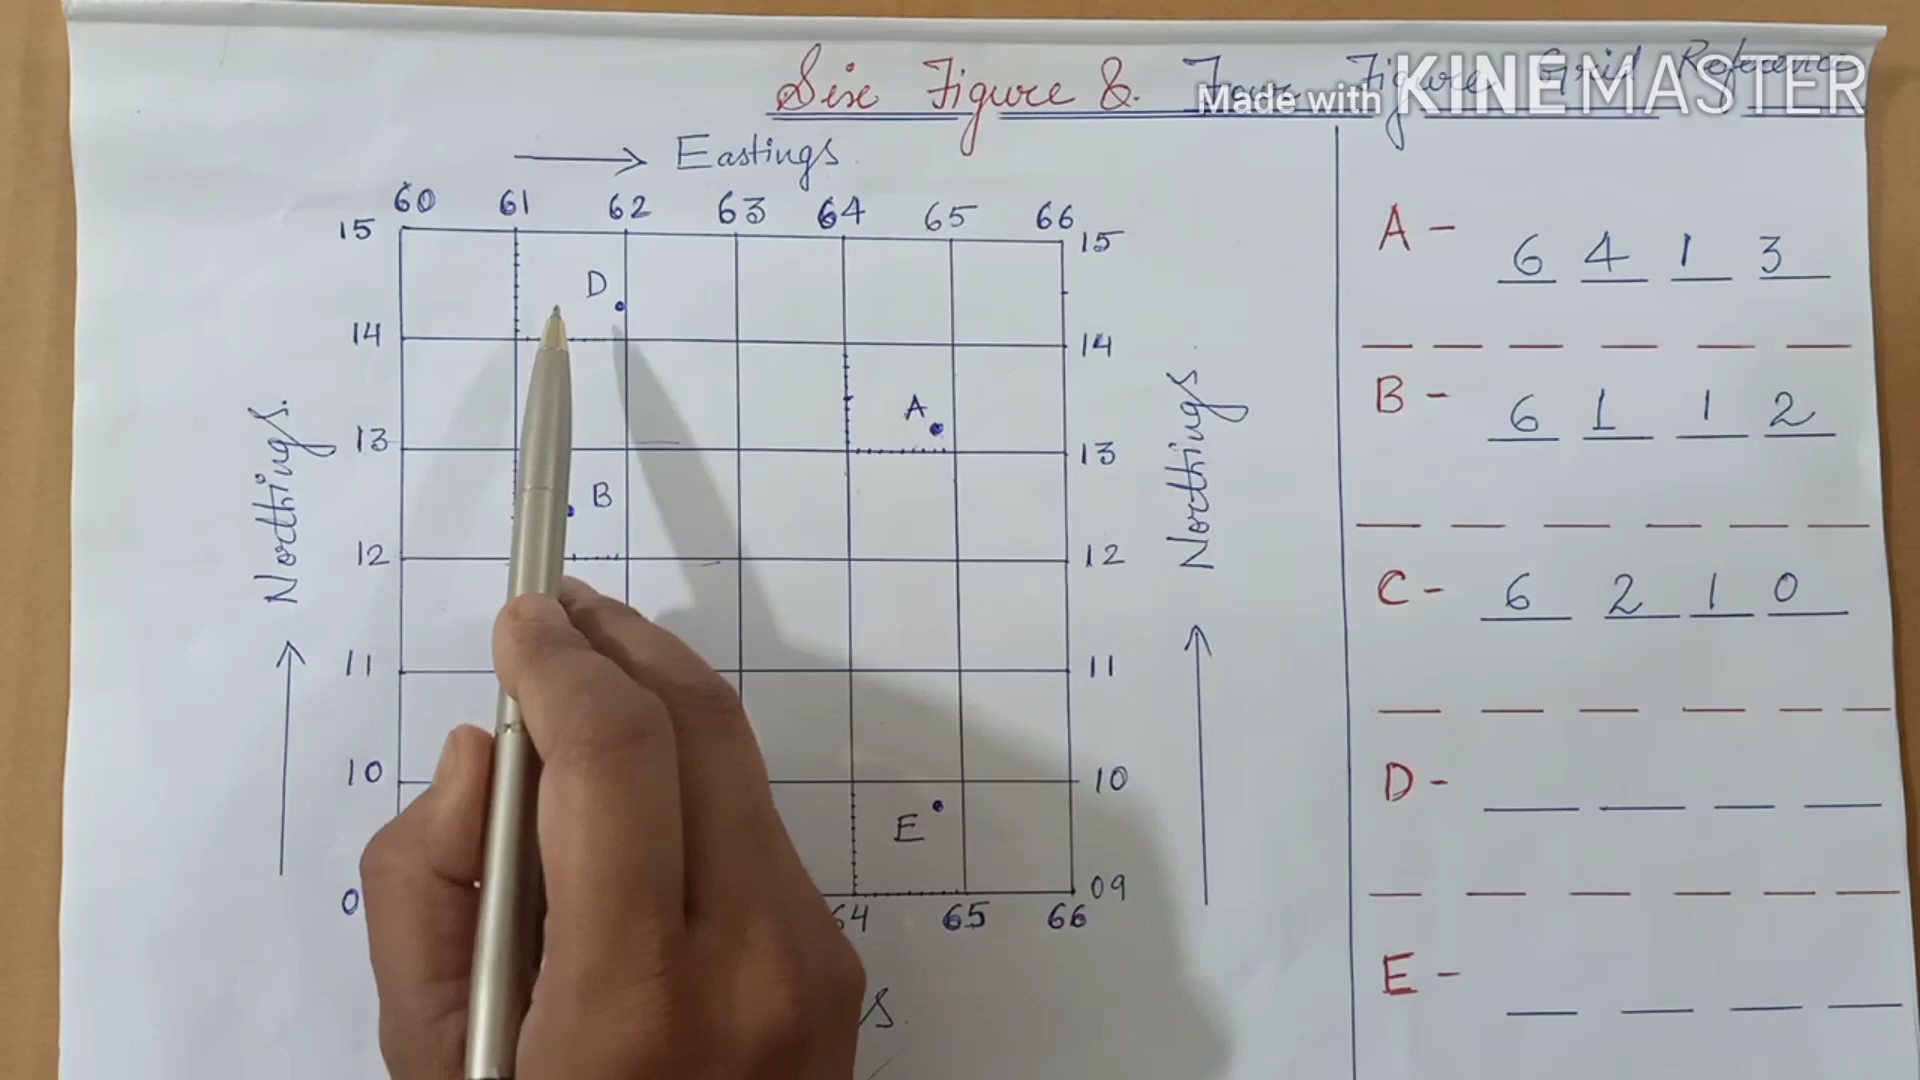 Six Figure & Four Figure Grid Reference
Made with KINEMASTER
Eastings
60 61 62 63 64 65 66
15 15
D
14 14
A
13 13
B
12 12
11 11
10 10
E
0 09
64 65 66
Northings.
Northings
s.
A - 6 4 1 3
B - 6 1 1 2
C - 6 2 1 0
D -
E -